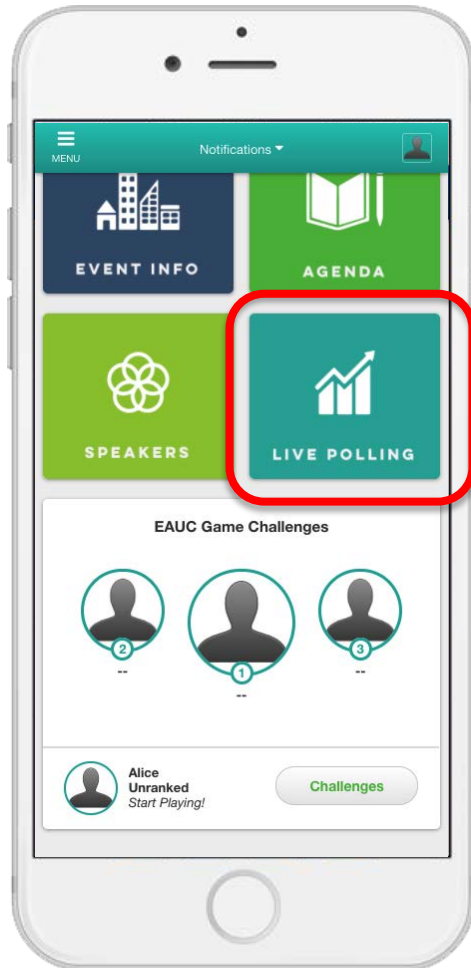 MENU
Notifications
EVENT INFO
AGENDA
SPEAKERS
LIVE POLLING
EAUC Game Challenges
2
1
3
--
--
--
Alice
Unranked
Start Playing!
Challenges